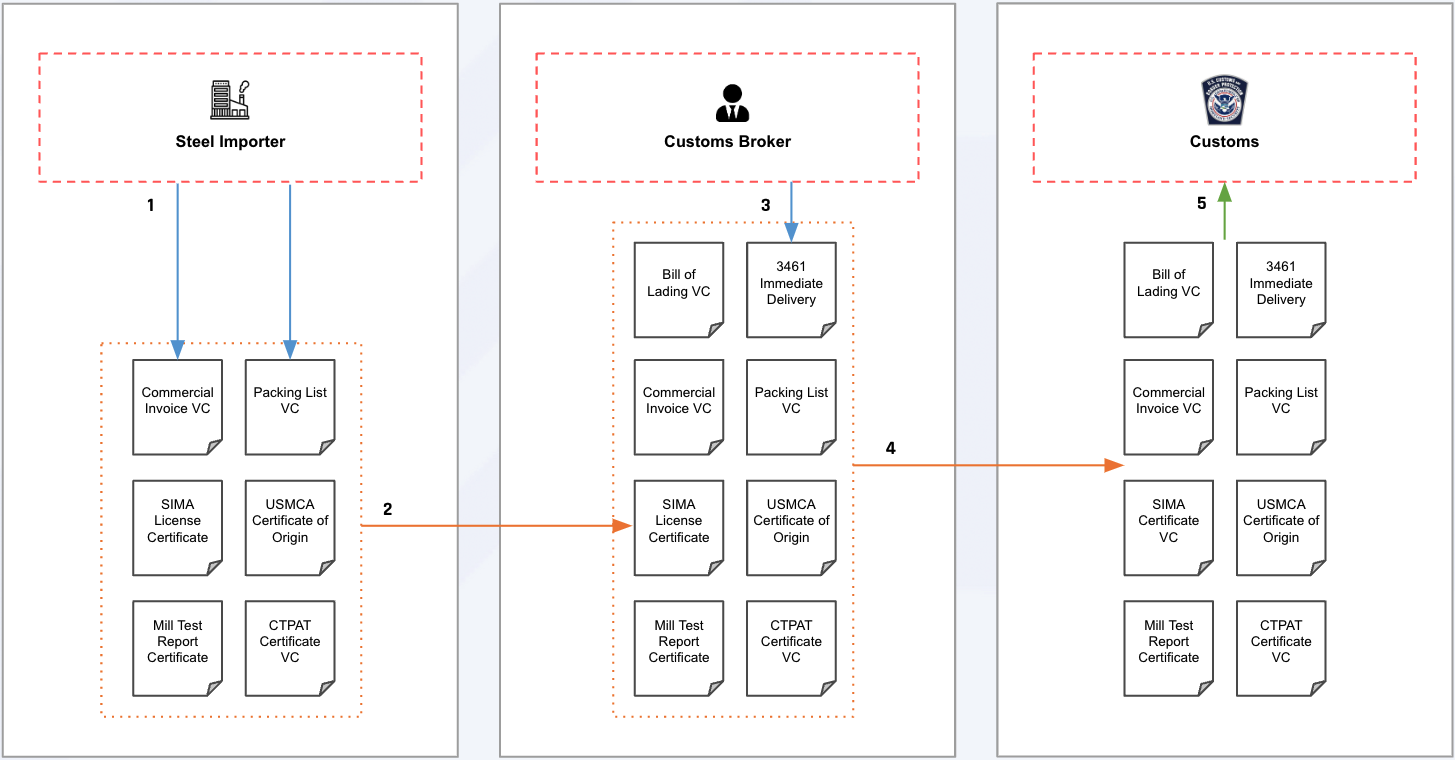 Steel Importer
1
Commercial
Invoice VC
Packing List
VC
SIMA
License
Certificate
USMCA
Certificate of
Origin
Mill Test
Report
Certificate
CTPAT
Certificate
VC
2
Customs Broker
3
Bill of
Lading VC
3461
Immediate
Delivery
Commercial
Invoice VC
Packing List
VC
SIMA
License
Certificate
USMCA
Certificate of
Origin
Mill Test
Report
Certificate
CTPAT
Certificate
VC
4
U.S. CUSTOMS AND
BORDER PROTECTION
Customs
5
Bill of
Lading VC
3461
Immediate
Delivery
Commercial
Invoice VC
Packing List
VC
SIMA
Certificate
VC
USMCA
Certificate of
Origin
Mill Test
Report
Certificate
CTPAT
Certificate
VC